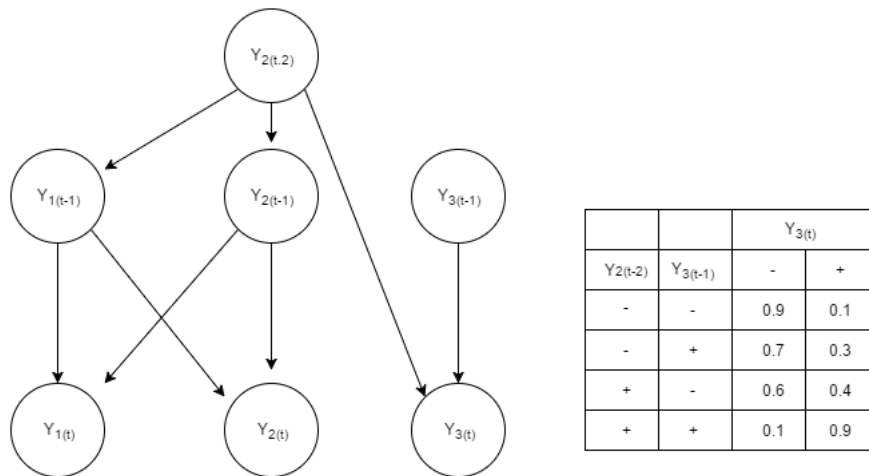 Y2(t.2)
Y1(t-1) Y2(t-1) Y3(t-1)
Y1(t) Y2(t) Y3(t)
Y3(t)
Y2(t-2) Y3(t-1) - +
- - 0.9 0.1
- + 0.7 0.3
+ - 0.6 0.4
+ + 0.1 0.9